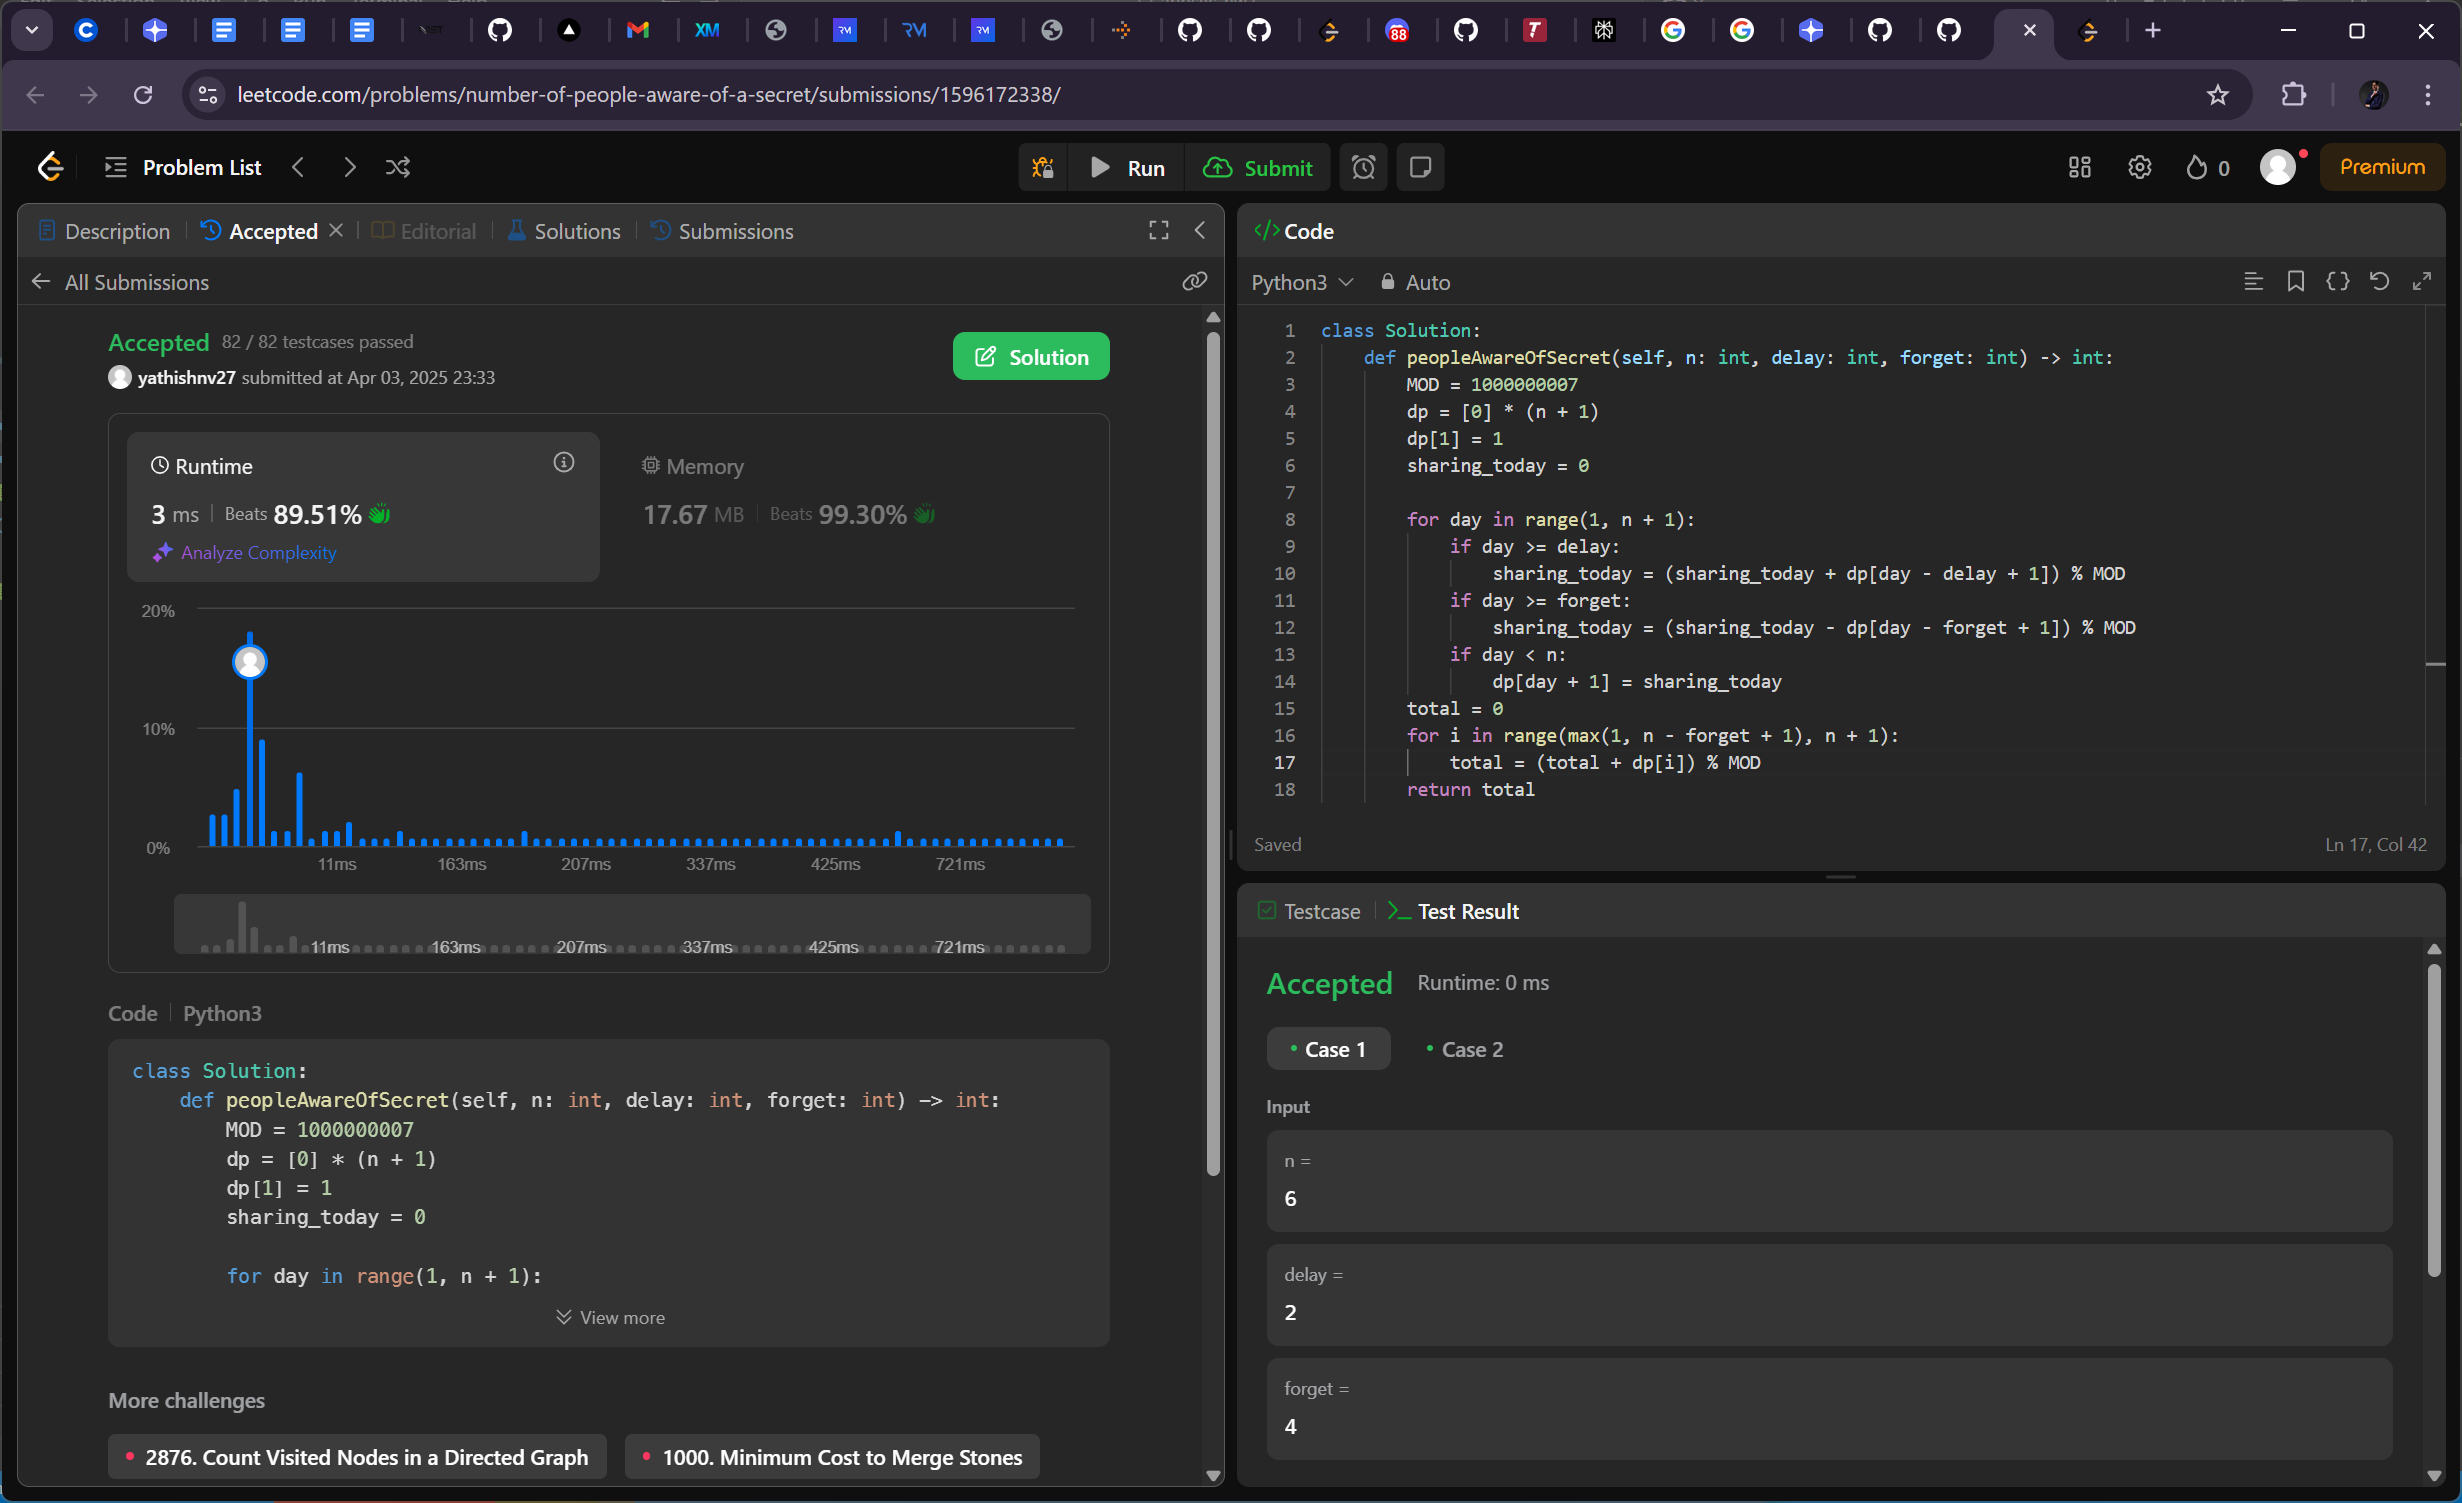 88
leetcode.com/problems/number-of-people-aware-of-a-secret/submissions/1596172338/
Problem List
Run
Submit
0
Premium
Description
Accepted
Editorial
Solutions
Submissions
All Submissions
Accepted 82 / 82 testcases passed
yathishnv27 submitted at Apr 03, 2025 23:33
Solution
Runtime
3 ms | Beats 89.51%
Analyze Complexity
Memory
17.67 MB | Beats 99.30%
20%
10%
0%
11ms 163ms 207ms 337ms 425ms 721ms
11ms 163ms 207ms 337ms 425ms 721ms
Code | Python3
class Solution:
    def peopleAwareOfSecret(self, n: int, delay: int, forget: int) -> int:
        MOD = 1000000007
        dp = [0] * (n + 1)
        dp[1] = 1
        sharing_today = 0
        for day in range(1, n + 1):
View more
More challenges
2876. Count Visited Nodes in a Directed Graph
1000. Minimum Cost to Merge Stones
Code
Python3
Auto
1 class Solution:
2     def peopleAwareOfSecret(self, n: int, delay: int, forget: int) -> int:
3         MOD = 1000000007
4         dp = [0] * (n + 1)
5         dp[1] = 1
6         sharing_today = 0
7
8         for day in range(1, n + 1):
9             if day >= delay:
10                 sharing_today = (sharing_today + dp[day - delay + 1]) % MOD
11             if day >= forget:
12                 sharing_today = (sharing_today - dp[day - forget + 1]) % MOD
13             if day < n:
14                 dp[day + 1] = sharing_today
15         total = 0
16         for i in range(max(1, n - forget + 1), n + 1):
17             total = (total + dp[i]) % MOD
18         return total
Saved
Ln 17, Col 42
Testcase
Test Result
Accepted Runtime: 0 ms
Case 1
Case 2
Input
n =
6
delay =
2
forget =
4